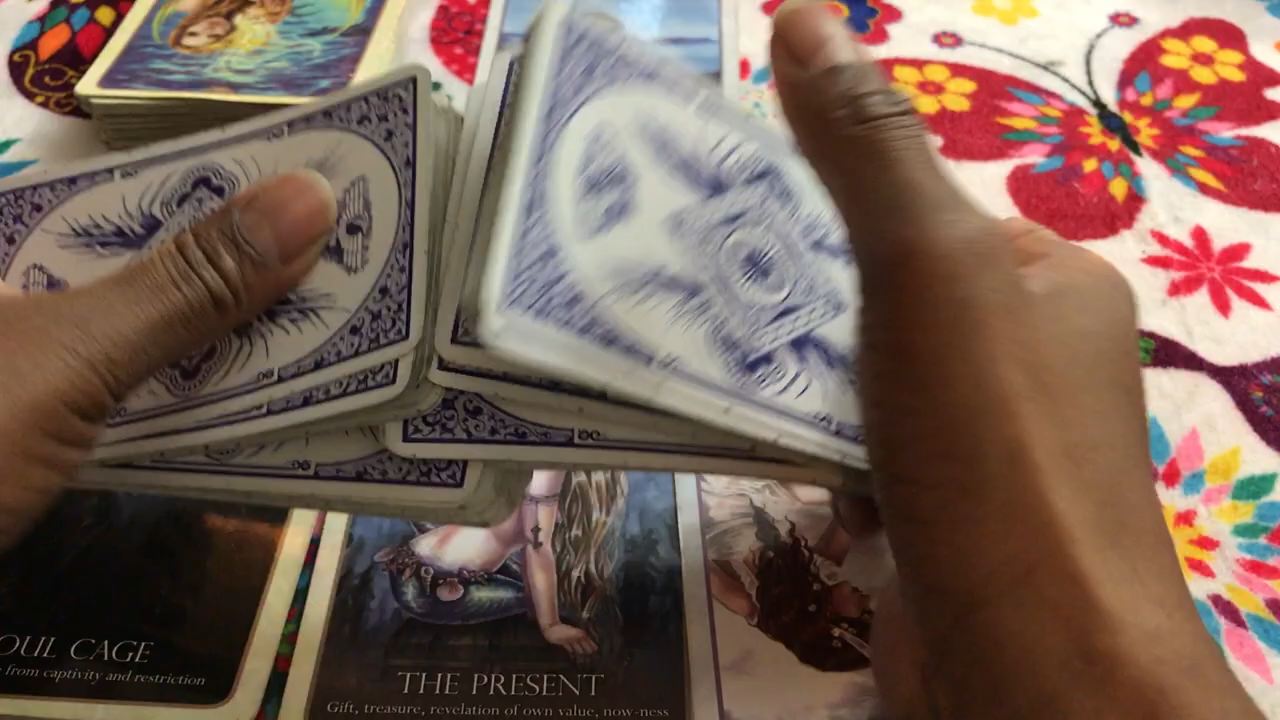 OUL CAGE
from captivity and restriction
THE PRESENT
Gift, treasure, revelation of own value, now-ness